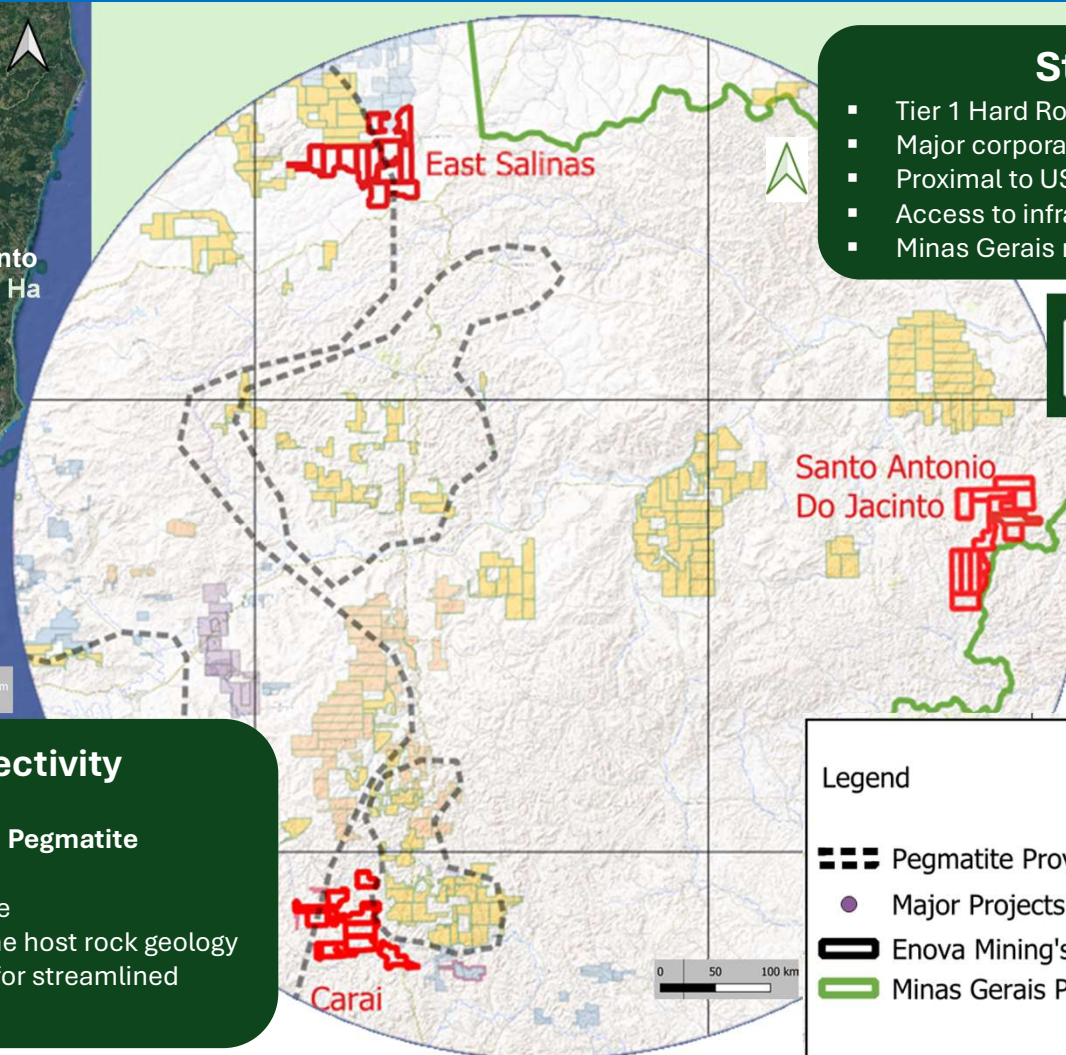 nto
Ha
m
East Salinas
St
▪ Tier 1 Hard Ro
▪ Major corpora
▪ Proximal to US
▪ Access to infra
▪ Minas Gerais r
Santo Antonio
Do Jacinto
ectivity
Pegmatite
e
ne host rock geology
for streamlined
Carai
0 50 100 km
Legend
Pegmatite Prov
Major Projects
Enova Mining's
Minas Gerais P